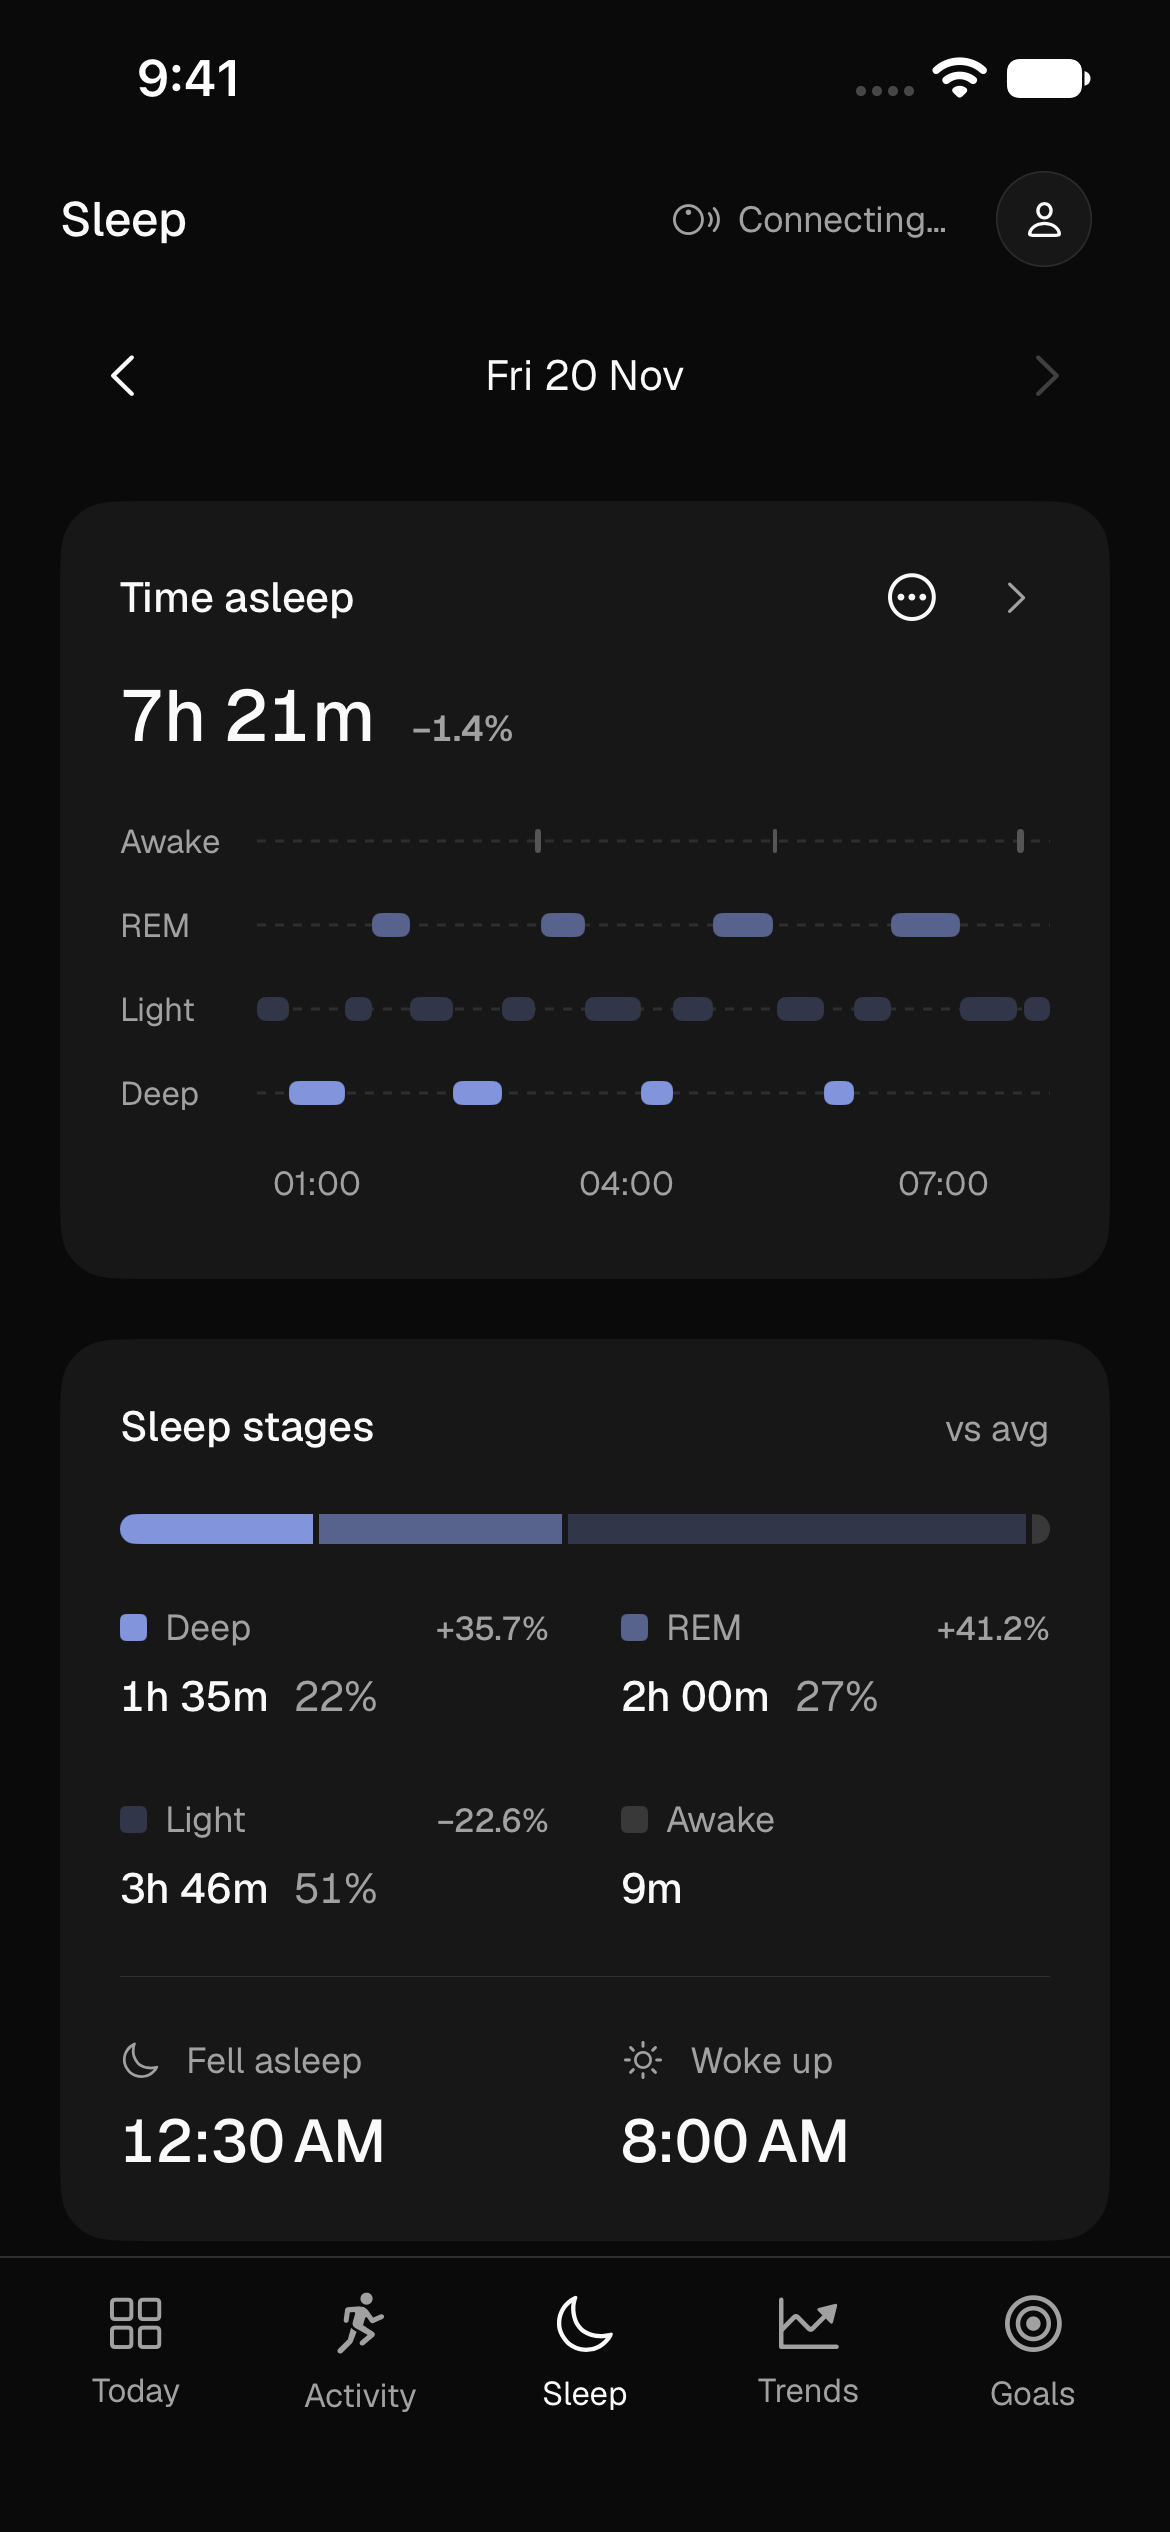 9:41
Sleep
Connecting...
Fri 20 Nov
Time asleep
7h 21m −1.4%
Awake
REM
Light
Deep
01:00 04:00 07:00
Sleep stages vs avg
Deep +35.7% REM +41.2%
1h 35m 22% 2h 00m 27%
Light −22.6% Awake
3h 46m 51% 9m
Fell asleep Woke up
12:30 AM 8:00 AM
Today Activity Sleep Trends Goals